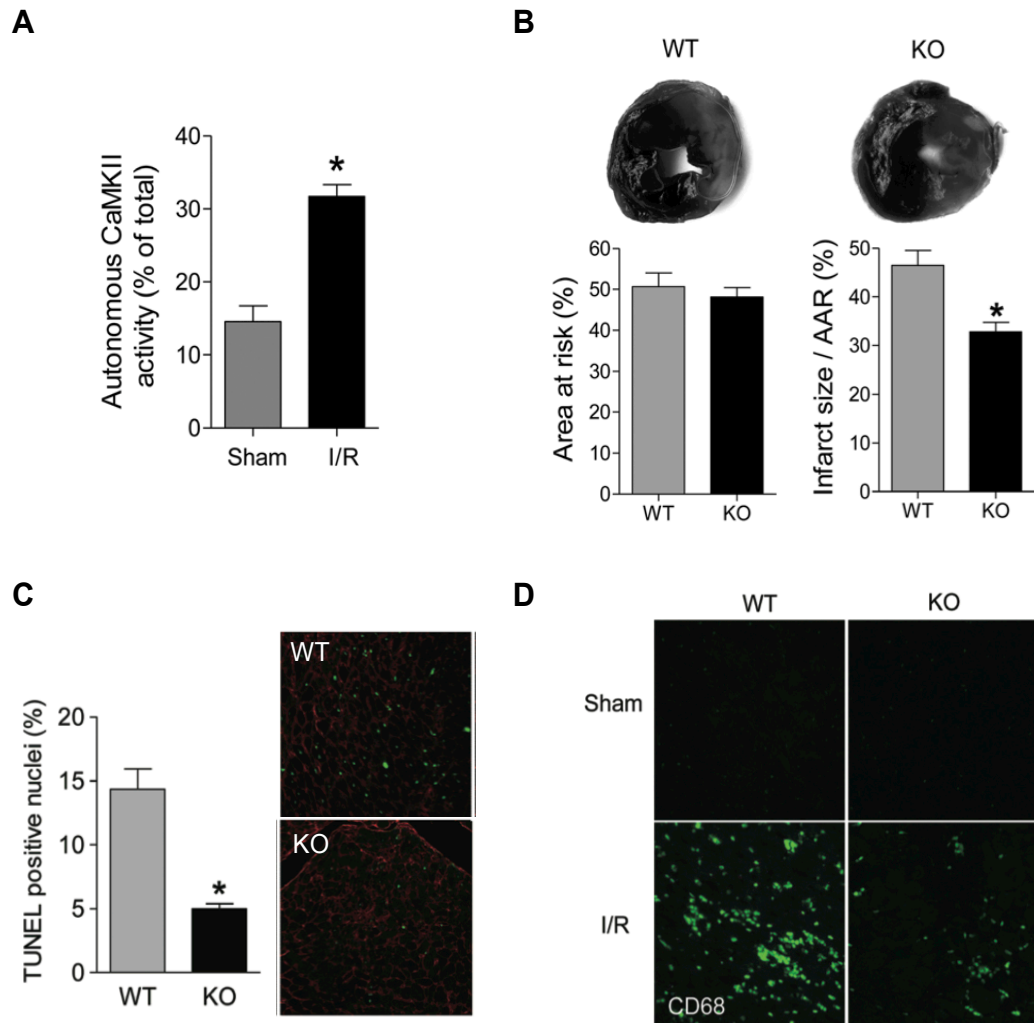 A
Autonomous CaMKII
activity (% of total)
40
30
20
10
0
*
Sham
I/R
B
WT
KO
Area at risk (%)
60
50
40
30
20
10
0
WT
KO
Infarct size / AAR (%)
50
40
30
20
10
0
*
WT
KO
C
TUNEL positive nuclei (%)
20
15
10
5
0
*
WT
KO
WT
KO
D
WT
KO
Sham
I/R
CD68